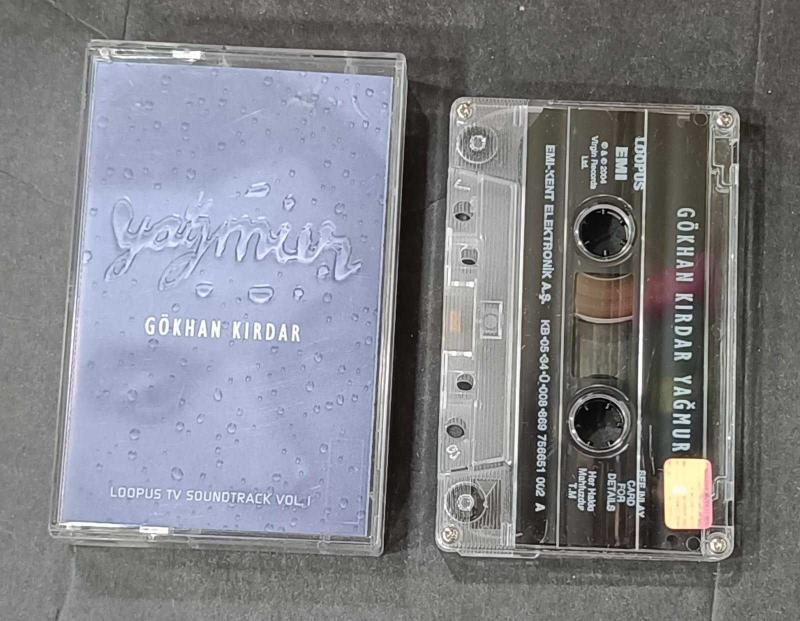 yağmur
GÖKHAN KIRDAR
LOOPUS TV SOUNDTRACK VOL. I
GÖKHAN KIRDAR YAĞMUR
LOOPUS
EMI
℗ & © 2004
Virgin Records
Ltd.
SEE INLAY
CARD
FOR
DETAILS
Her Hakkı
Mahfuzdur
T.M
EMI-KENT ELEKTRONİK A.Ş. KB-05-34-O-008-869 756651 002 A